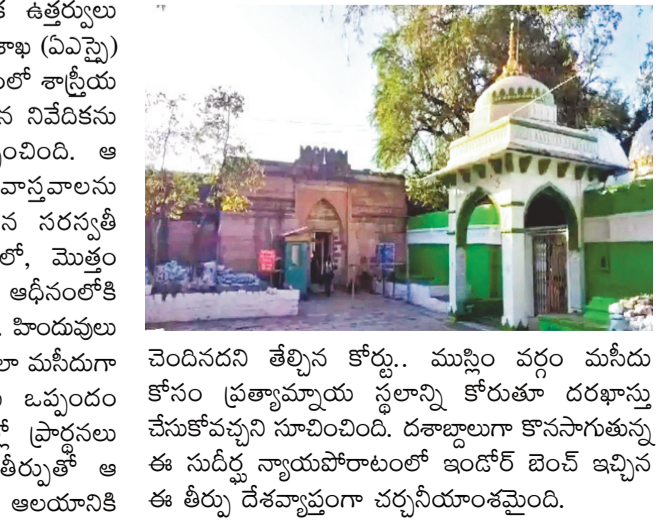 క ఉత్తర్వులు
ాఖ (ఏఎస్సై)
ంలో శాస్త్రీయ
న నివేదికను
ించింది. ఆ
వాస్తవాలను
న సరస్వతీ
లో, మొత్తం
ఆధీనంలోకి
. హిందువులు
లా మసీదుగా
ఒప్పందం
ల్లో ప్రార్థనలు
తీర్పుతో ఆ
ఆలయానికి
చెందినదని తేల్చిన కోర్టు.. ముస్లిం వర్గం మసీదు
కోసం ప్రత్యామ్నాయ స్థలాన్ని కోరుతూ దరఖాస్తు
చేసుకోవచ్చని సూచించింది. దశాబ్దాలుగా కొనసాగుతున్న
ఈ సుదీర్ఘ న్యాయపోరాటంలో ఇండోర్ బెంచ్ ఇచ్చిన
ఈ తీర్పు దేశవ్యాప్తంగా చర్చనీయాంశమైంది.